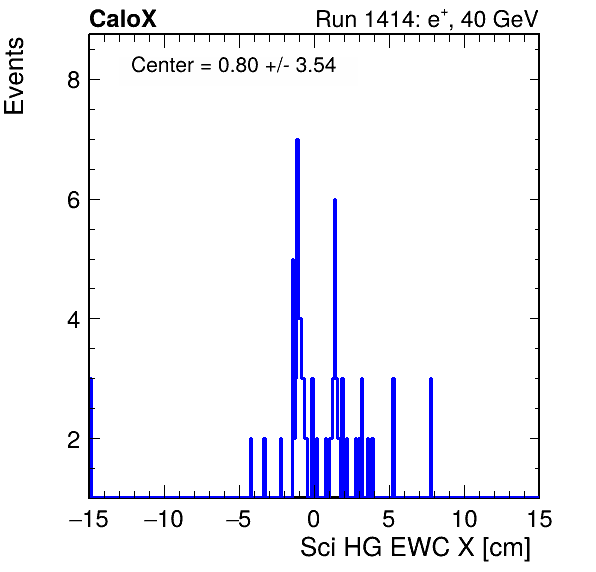 CaloX Run 1414: e+, 40 GeV
Events
Center = 0.80 +/- 3.54
8
6
4
2
−15 −10 −5 0 5 10 15
Sci HG EWC X [cm]